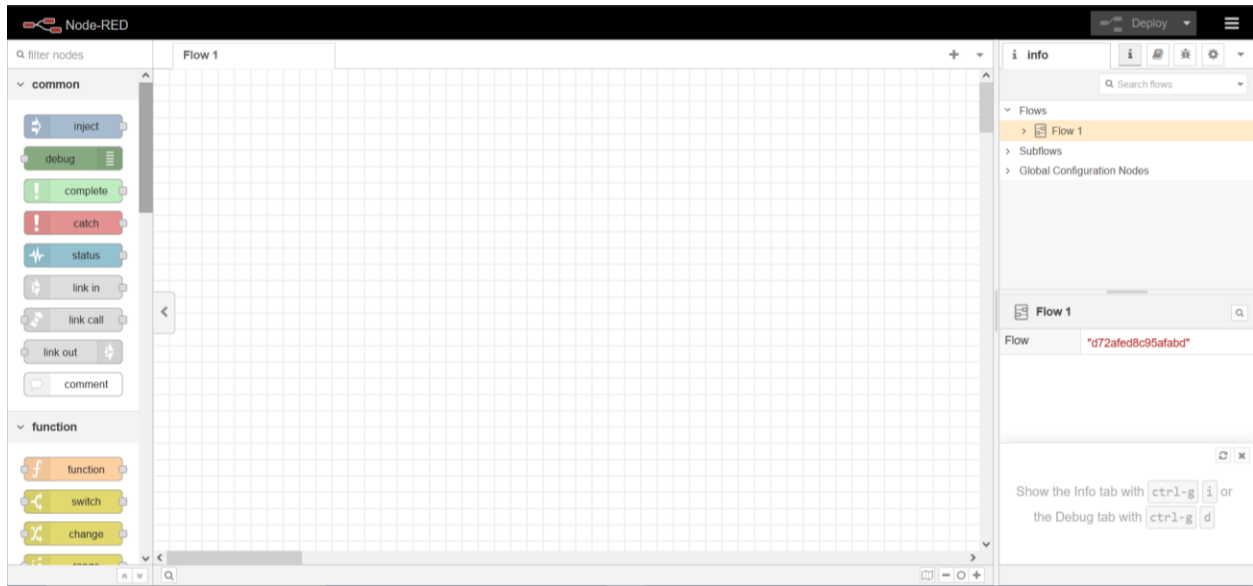 Node-RED
Deploy
filter nodes
Flow 1
info
i
common
Search flows
inject
Flows
Flow 1
debug
Subflows
Global Configuration Nodes
complete
catch
status
link in
link call
Flow 1
link out
Flow "d72afed8c95afabd"
comment
function
function
Show the Info tab with ctrl-g i or
the Debug tab with ctrl-g d
switch
change